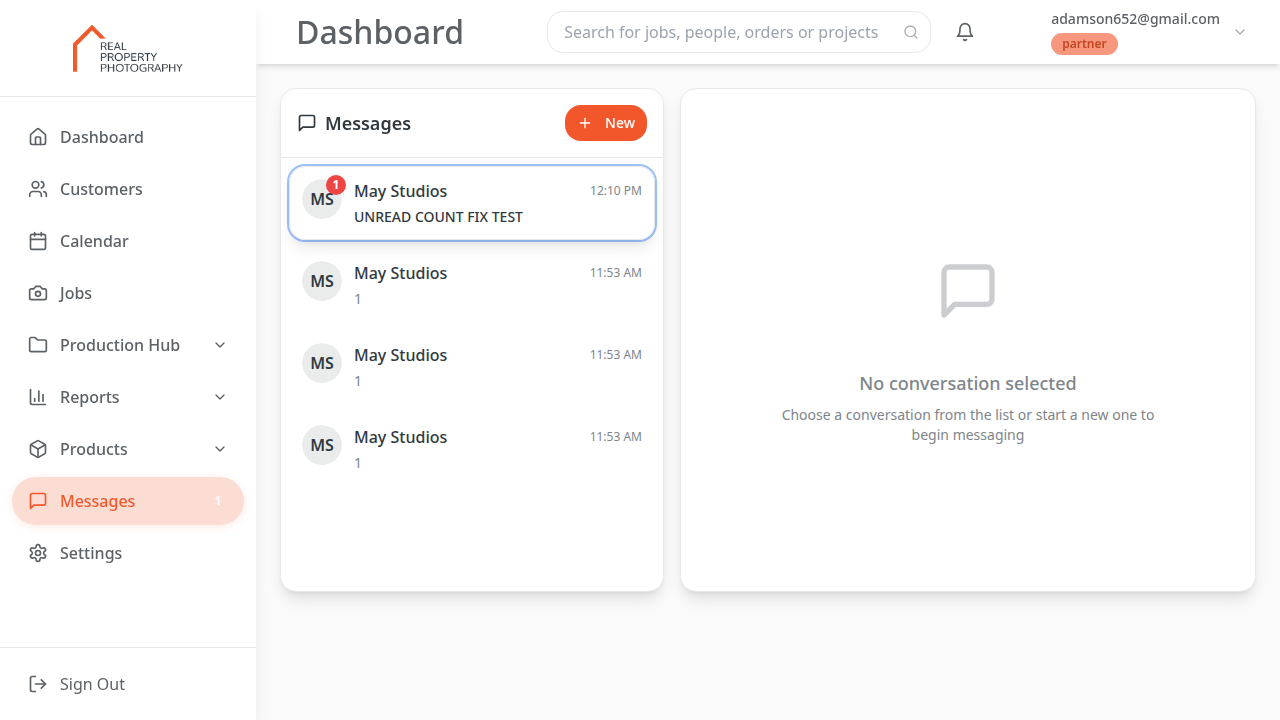 REAL
PROPERTY
PHOTOGRAPHY
Dashboard
Search for jobs, people, orders or projects
adamson652@gmail.com
partner
Dashboard
Customers
Calendar
Jobs
Production Hub
Reports
Products
Messages 1
Settings
Sign Out
Messages
New
MS 1 May Studios 12:10 PM
UNREAD COUNT FIX TEST
MS May Studios 11:53 AM
1
MS May Studios 11:53 AM
1
MS May Studios 11:53 AM
1
No conversation selected
Choose a conversation from the list or start a new one to
begin messaging